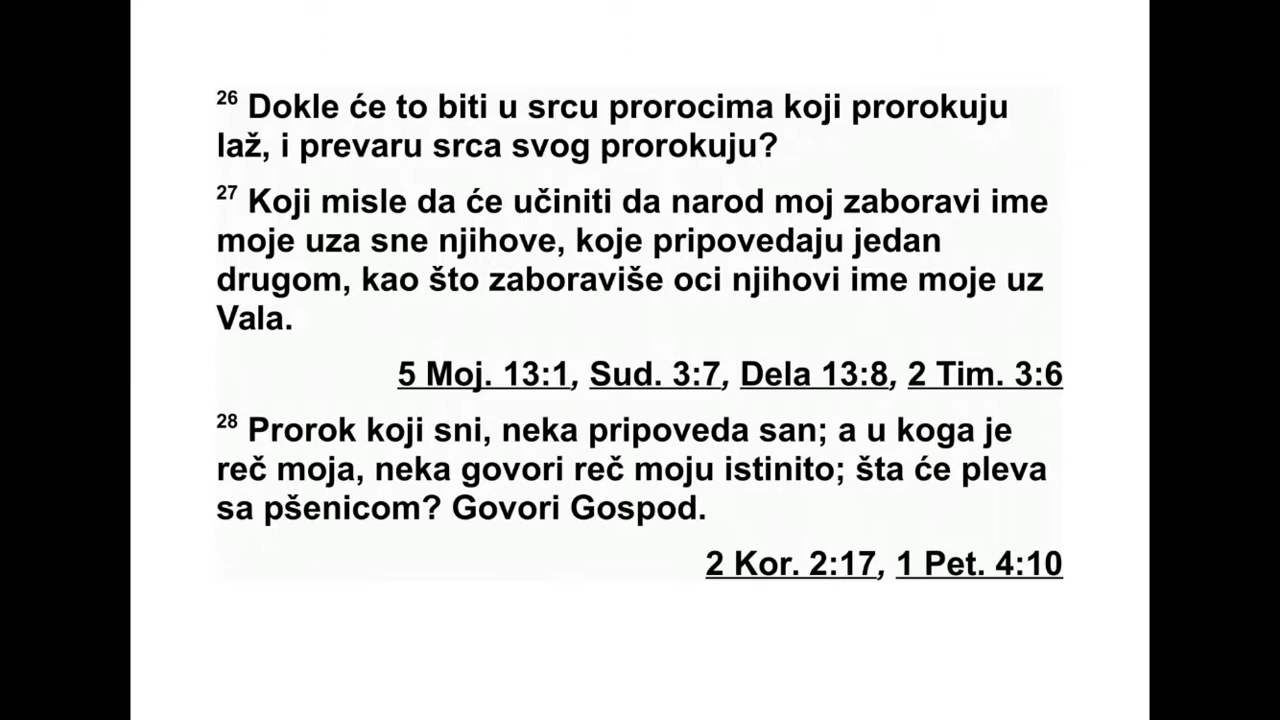 26 Dokle će to biti u srcu prorocima koji prorokuju
laž, i prevaru srca svog prorokuju?
27 Koji misle da će učiniti da narod moj zaboravi ime
moje uza sne njihove, koje pripovedaju jedan
drugom, kao što zaboraviše oci njihovi ime moje uz
Vala.
5 Moj. 13:1, Sud. 3:7, Dela 13:8, 2 Tim. 3:6
28 Prorok koji sni, neka pripoveda san; a u koga je
reč moja, neka govori reč moju istinito; šta će pleva
sa pšenicom? Govori Gospod.
2 Kor. 2:17, 1 Pet. 4:10